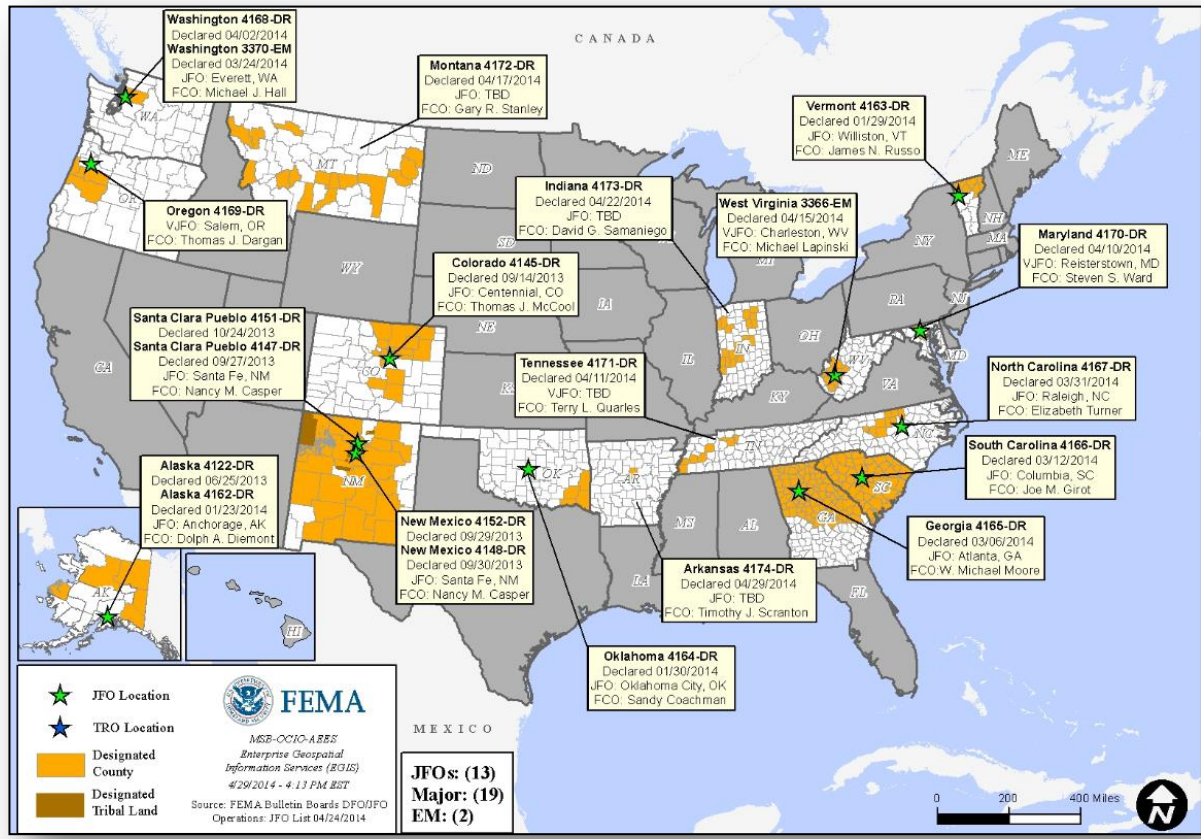 CANADA
Washington 4168-DR
Declared 04/02/2014
Washington 3370-EM
Declared 03/24/2014
JFO: Everett, WA
FCO: Michael J. Hall
Montana 4172-DR
Declared 04/17/2014
JFO: TBD
FCO: Gary R. Stanley
Vermont 4163-DR
Declared 01/29/2014
JFO: Williston, VT
FCO: James N. Russo
Indiana 4173-DR
Declared 04/22/2014
JFO: TBD
FCO: David G. Samaniego
West Virginia 3366-EM
Declared 04/15/2014
VJFO: Charleston, WV
FCO: Michael Lapinski
Maryland 4170-DR
Declared 04/10/2014
VJFO: Reisterstown, MD
FCO: Steven S. Ward
Oregon 4169-DR
VJFO: Salem, OR
FCO: Thomas J. Dargan
Colorado 4145-DR
Declared 09/14/2013
JFO: Centennial, CO
FCO: Thomas J. McCool
Santa Clara Pueblo 4151-DR
Declared 10/24/2013
Santa Clara Pueblo 4147-DR
Declared 09/27/2013
JFO: Santa Fe, NM
FCO: Nancy M. Casper
Tennessee 4171-DR
Declared 04/11/2014
VJFO: TBD
FCO: Terry L. Quarles
North Carolina 4167-DR
Declared 03/31/2014
JFO: Raleigh, NC
FCO: Elizabeth Turner
South Carolina 4166-DR
Declared 03/12/2014
JFO: Columbia, SC
FCO: Joe M. Girot
Alaska 4122-DR
Declared 06/25/2013
Alaska 4162-DR
Declared 01/23/2014
JFO: Anchorage, AK
FCO: Dolph A. Diemont
New Mexico 4152-DR
Declared 09/29/2013
New Mexico 4148-DR
Declared 09/30/2013
JFO: Santa Fe, NM
FCO: Nancy M. Casper
Georgia 4165-DR
Declared 03/06/2014
JFO: Atlanta, GA
FCO:W. Michael Moore
Arkansas 4174-DR
Declared 04/29/2014
JFO: TBD
FCO: Timothy J. Scranton
Oklahoma 4164-DR
Declared 01/30/2014
JFO: Oklahoma City, OK
FCO: Sandy Coachman
WA
MT
ND
ME
OR
SD
MI
NH
NY
MA
WY
IA
PA
NJ
NE
OH
MD
CA
CO
IL
IN
WV
VA
KY
NM
OK
AR
TN
NC
SC
MS
AL
GA
LA
FL
AK
HI
MEXICO
JFO Location
TRO Location
Designated
County
Designated
Tribal Land
FEMA
MSB-OCIO-AEES
Enterprise Geospatial
Information Services (EGIS)
4/29/2014 - 4:13 PM EST
Source: FEMA Bulletin Boards DFO/JFO
Operations: JFO List 04/24/2014
JFOs: (13)
Major: (19)
EM: (2)
0 200 400 Miles
N